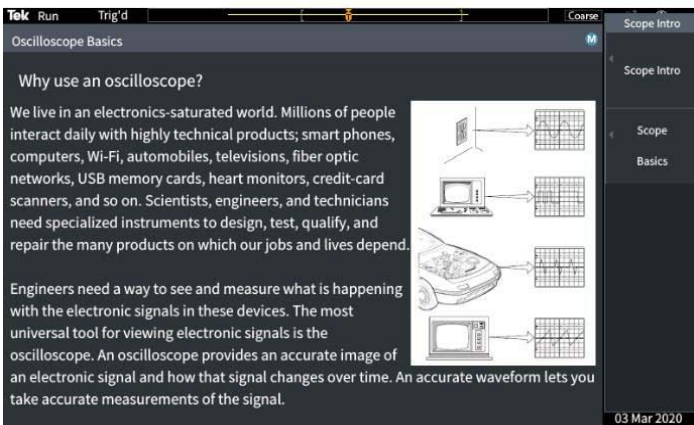 Tek Run Trig'd
Coarse
Scope Intro
Oscilloscope Basics
M
Why use an oscilloscope?
We live in an electronics-saturated world. Millions of people
interact daily with highly technical products; smart phones,
computers, Wi-Fi, automobiles, televisions, fiber optic
networks, USB memory cards, heart monitors, credit-card
scanners, and so on. Scientists, engineers, and technicians
need specialized instruments to design, test, qualify, and
repair the many products on which our jobs and lives depend.
Engineers need a way to see and measure what is happening
with the electronic signals in these devices. The most
universal tool for viewing electronic signals is the
oscilloscope. An oscilloscope provides an accurate image of
an electronic signal and how that signal changes over time. An accurate waveform lets you
take accurate measurements of the signal.
Scope Intro
Scope
Basics
03 Mar 2020